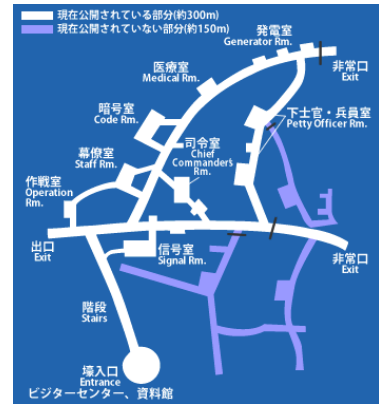 現在公開されている部分(約300m)
現在公開されていない部分(約150m)
発電室
Generator Rm.
非常口
Exit
医療室
Medical Rm.
暗号室
Code Rm.
下士官・兵員室
Petty Officer Rm.
司令室
Chief
Commanders
Rm.
幕僚室
Staff Rm.
作戦室
Operation
Rm.
出口
Exit
信号室
Signal Rm.
非常口
Exit
階段
Stairs
壕入口
Entrance
ビジターセンター、資料館